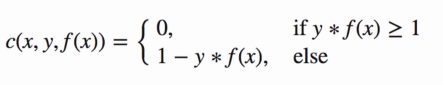 c(x, y, f(x)) = { 0, if y * f(x) ≥ 1
1 − y * f(x), else